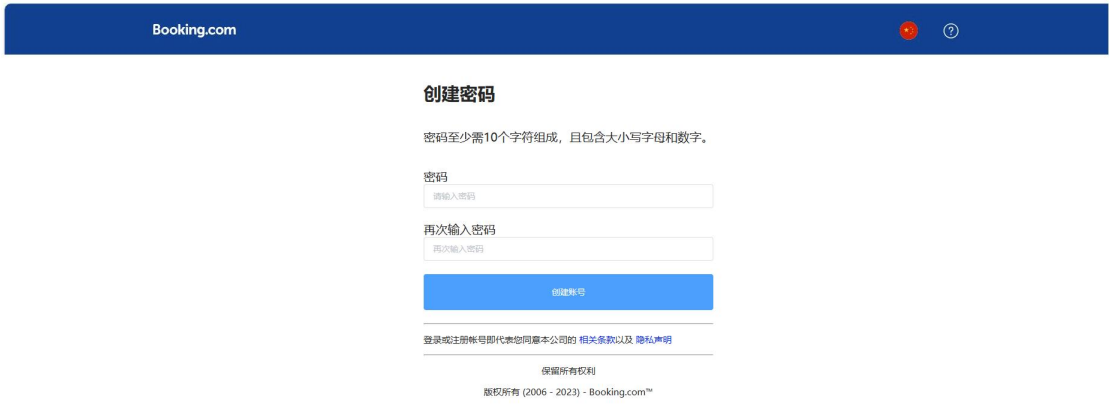 Booking.com
创建密码
密码至少需10个字符组成，且包含大小写字母和数字。
密码
请输入密码
再次输入密码
再次输入密码
创建账号
登录或注册帐号即代表您同意本公司的 相关条款以及 隐私声明
保留所有权利
版权所有 (2006 - 2023) - Booking.com™